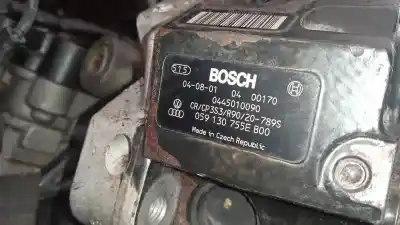 515 BOSCH
04-08-01 04 00170
0445010090
CR/CP3S3/R90/20-789S
059 130 755E B00
Made in Czech Republic